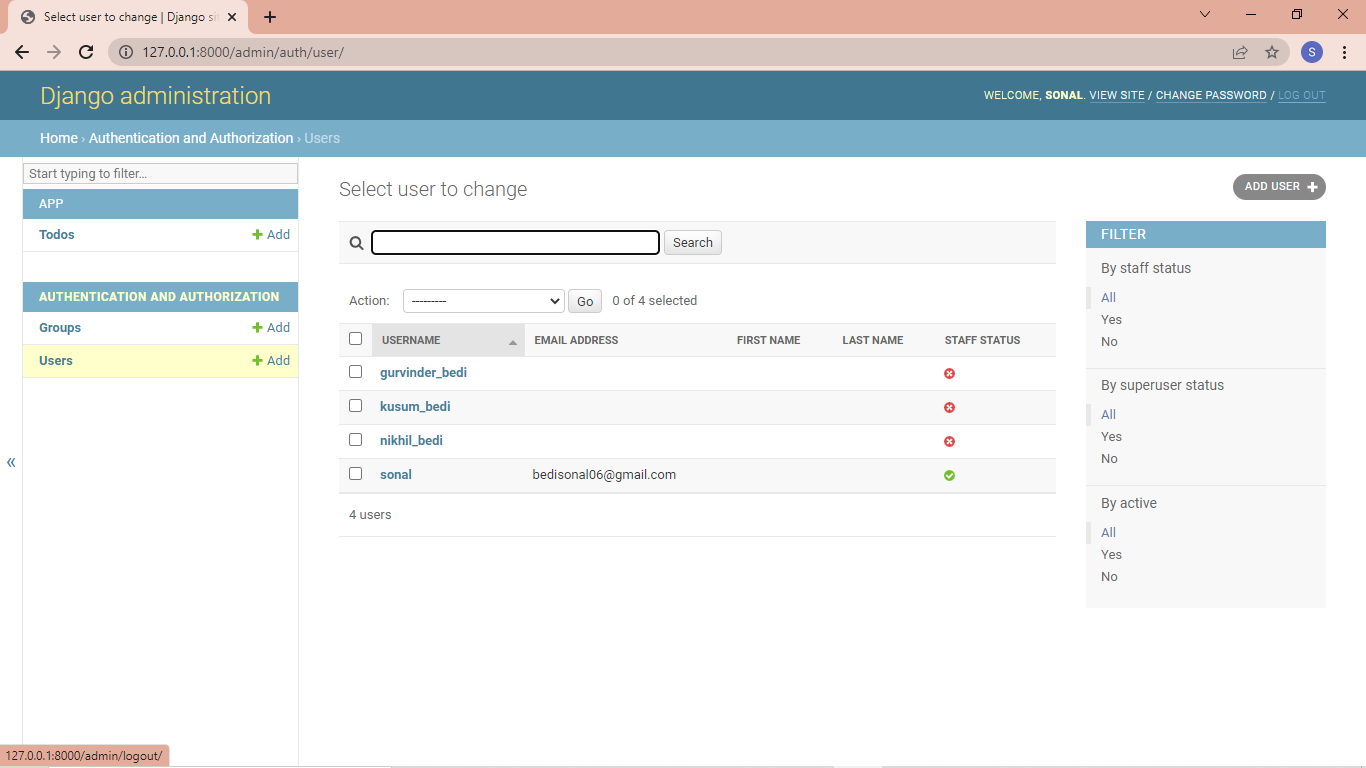 Select user to change | Django sit
127.0.0.1:8000/admin/auth/user/
S
Django administration
WELCOME, SONAL. VIEW SITE / CHANGE PASSWORD / LOG OUT
Home › Authentication and Authorization › Users
Start typing to filter...
APP
Todos
Add
AUTHENTICATION AND AUTHORIZATION
Groups
Add
Users
Add
«
Select user to change
ADD USER
Search
Action:
---------
Go
0 of 4 selected
USERNAME EMAIL ADDRESS FIRST NAME LAST NAME STAFF STATUS
gurvinder_bedi
kusum_bedi
nikhil_bedi
sonal bedisonal06@gmail.com
4 users
FILTER
By staff status
All
Yes
No
By superuser status
All
Yes
No
By active
All
Yes
No
127.0.0.1:8000/admin/logout/